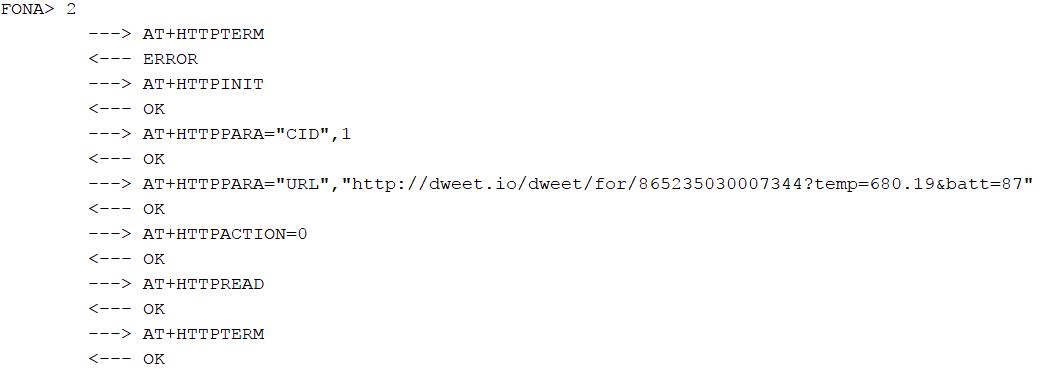 FONA> 2
---> AT+HTTPTERM
<--- ERROR
---> AT+HTTPINIT
<--- OK
---> AT+HTTPPARA="CID",1
<--- OK
---> AT+HTTPPARA="URL","http://dweet.io/dweet/for/865235030007344?temp=680.19&batt=87"
<--- OK
---> AT+HTTPACTION=0
<--- OK
---> AT+HTTPREAD
<--- OK
---> AT+HTTPTERM
<--- OK